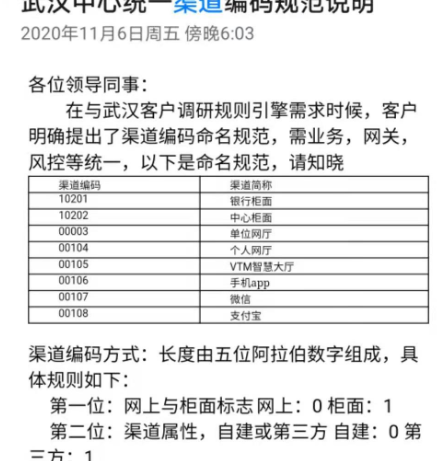 武汉中心统一渠道编码规范说明
2020年11月6日周五 傍晚6:03
各位领导同事：
在与武汉客户调研规则引擎需求时候，客户
明确提出了渠道编码命名规范，需业务，网关，
风控等统一，以下是命名规范，请知晓
渠道编码 渠道简称
10201 银行柜面
10202 中心柜面
00003 单位网厅
00104 个人网厅
00105 VTM智慧大厅
00106 手机app
00107 微信
00108 支付宝
渠道编码方式：长度由五位阿拉伯数字组成，具
体规则如下：
第一位：网上与柜面标志 网上：0 柜面：1
第二位：渠道属性，自建或第三方 自建：0 第
三方：1